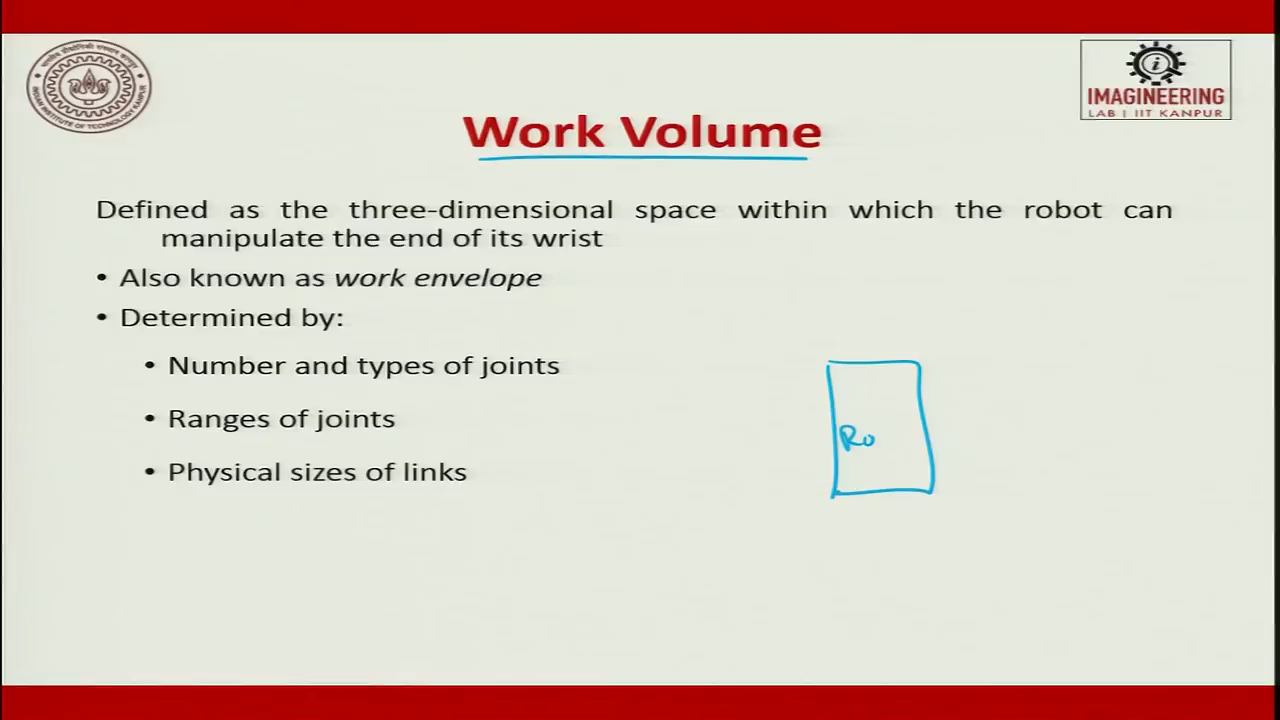 IMAGINEERING
LAB | IIT KANPUR
Work Volume
Defined as the three-dimensional space within which the robot can
manipulate the end of its wrist
• Also known as work envelope
• Determined by:
• Number and types of joints
• Ranges of joints
• Physical sizes of links
Ro